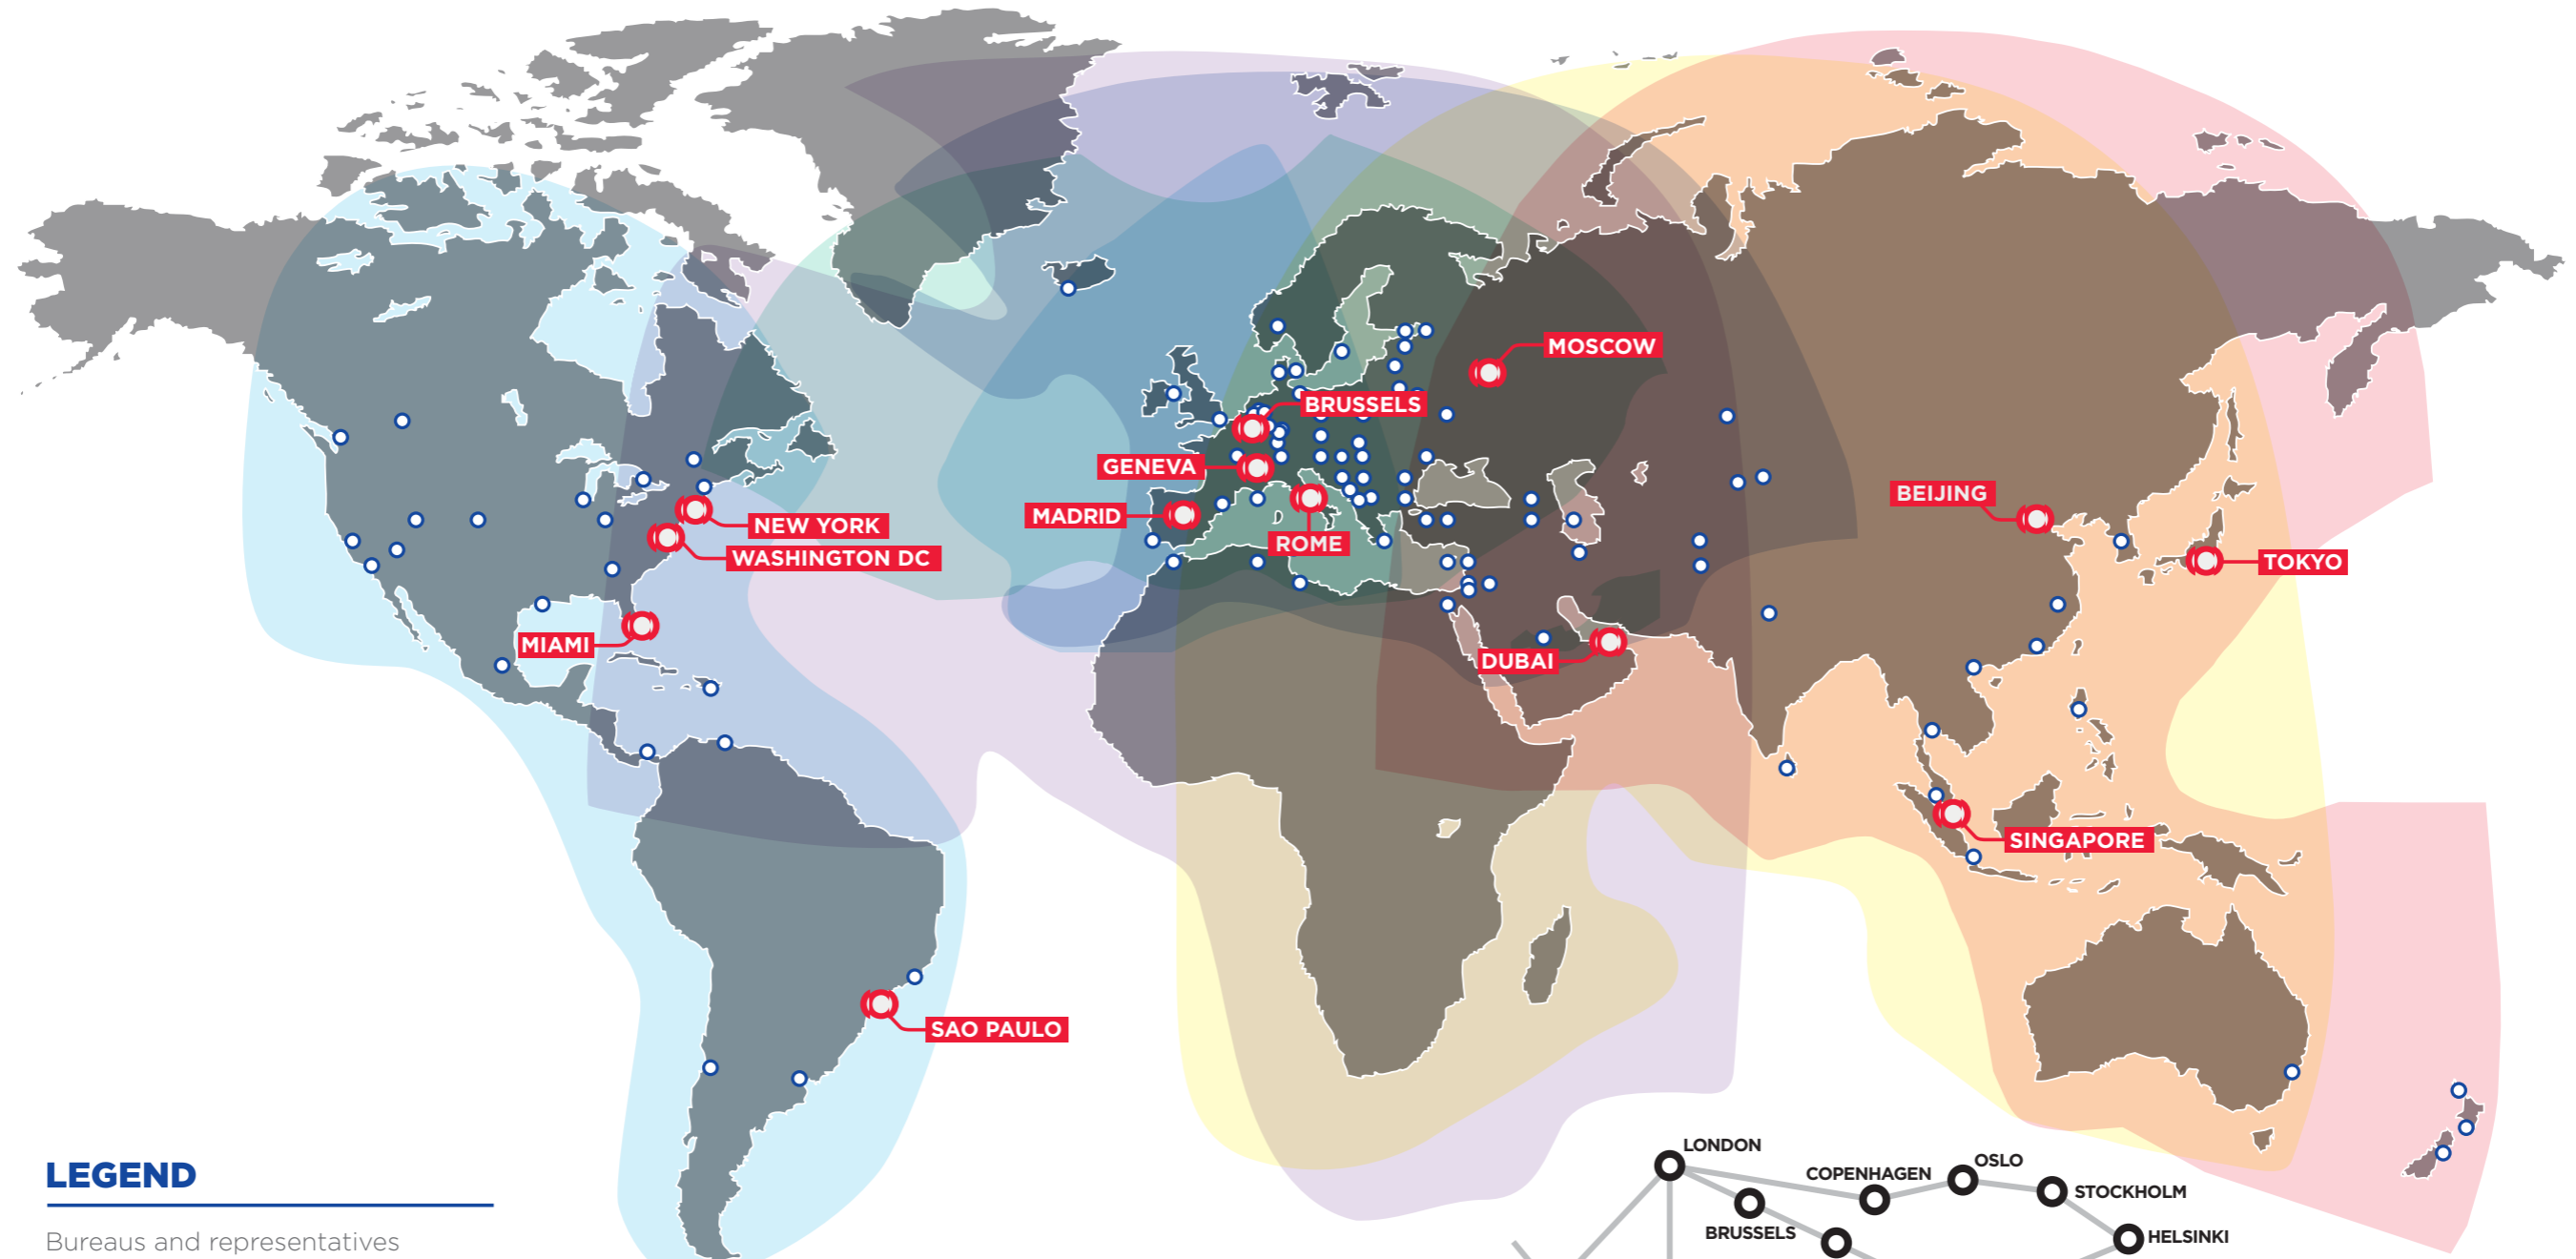 MOSCOW
BRUSSELS
GENEVA
BEIJING
MADRID
NEW YORK
ROME
WASHINGTON DC
TOKYO
MIAMI
DUBAI
SINGAPORE
SAO PAULO
LONDON
COPENHAGEN
OSLO
STOCKHOLM
BRUSSELS
HELSINKI
LEGEND
Bureaus and representatives